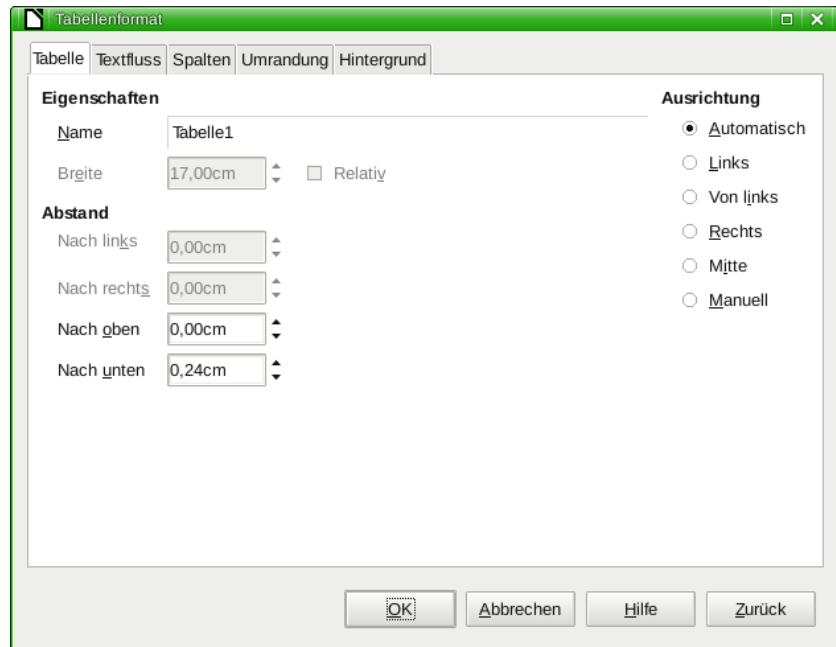 Tabellenformat
Tabelle Textfluss Spalten Umrandung Hintergrund
Eigenschaften
Name Tabelle1
Breite 17,00cm Relativ
Abstand
Nach links 0,00cm
Nach rechts 0,00cm
Nach oben 0,00cm
Nach unten 0,24cm
Ausrichtung
Automatisch
Links
Von links
Rechts
Mitte
Manuell
OK Abbrechen Hilfe Zurück